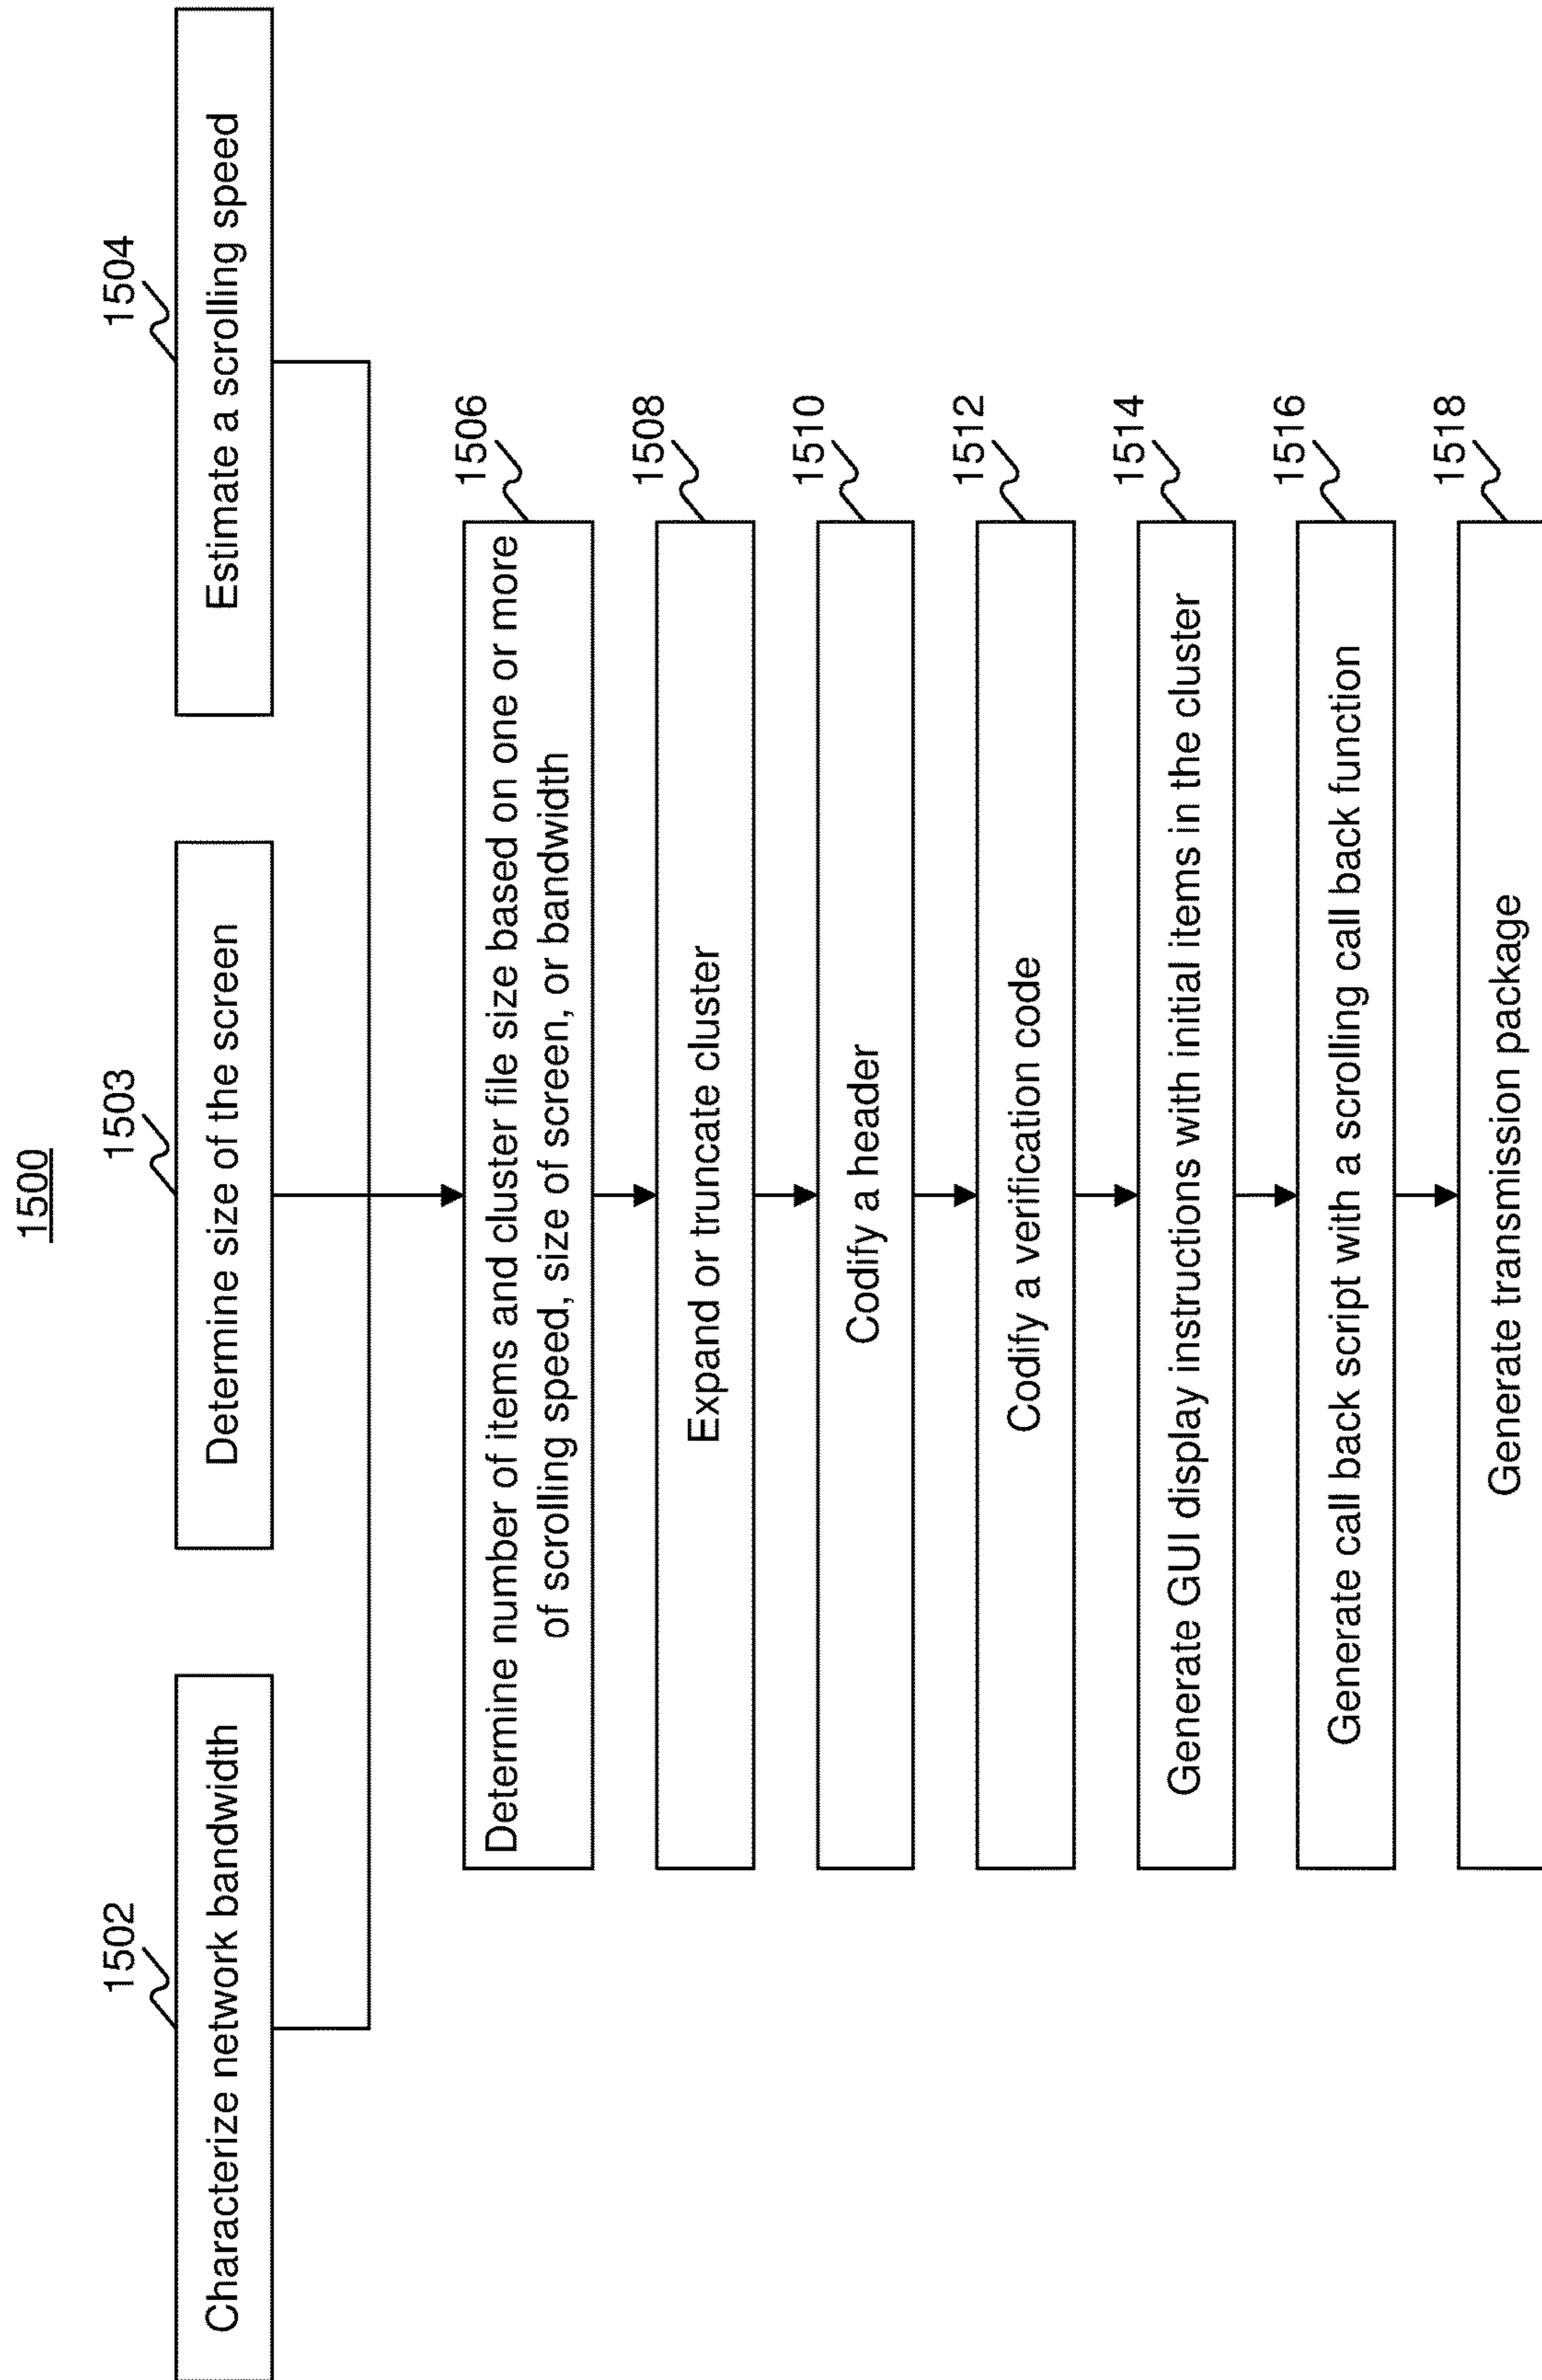 1500
1502
1503
1504
Characterize network bandwidth
Determine size of the screen
Estimate a scrolling speed
1506
Determine number of items and cluster file size based on one or more
of scrolling speed, size of screen, or bandwidth
1508
Expand or truncate cluster
1510
Codify a header
1512
Codify a verification code
1514
Generate GUI display instructions with initial items in the cluster
1516
Generate call back script with a scrolling call back function
1518
Generate transmission package